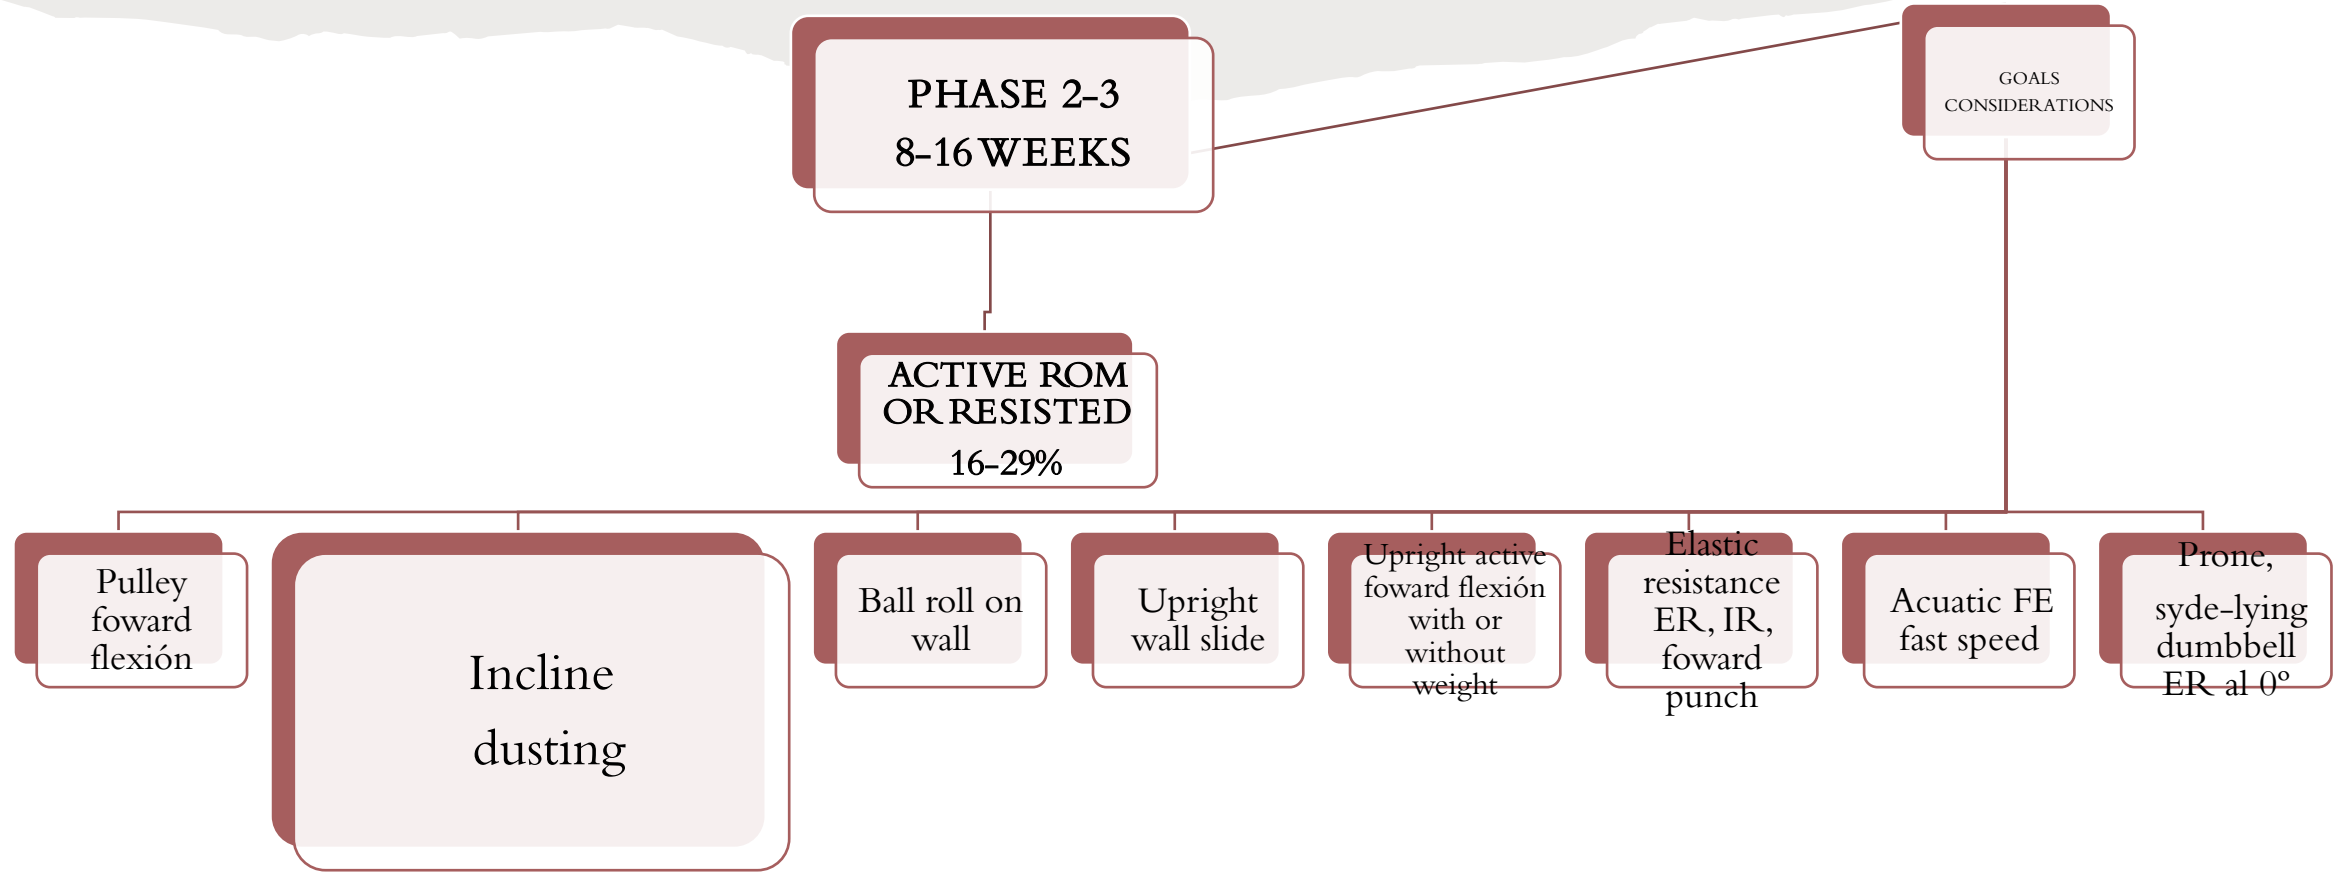 PHASE 2-3
8-16 WEEKS
GOALS
CONSIDERATIONS
ACTIVE ROM
OR RESISTED
16-29%
Pulley
foward
flexión
Incline
dusting
Ball roll on
wall
Upright
wall slide
Upright active
foward flexión
with or
without
weight
Elastic
resistance
ER, IR,
foward
punch
Acuatic FE
fast speed
Prone,
syde-lying
dumbbell
ER al 0º